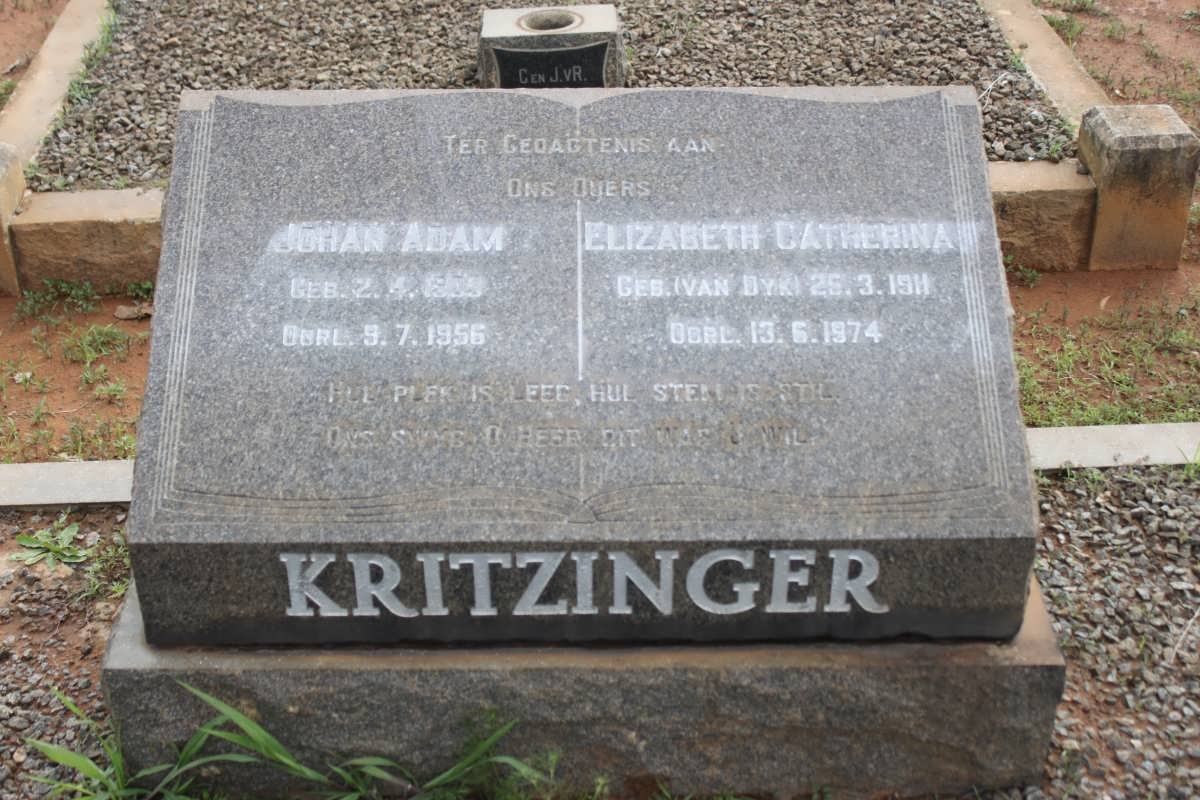 GEN J.VR.
TER GEDAGTENIS AAN
ONS OUERS
JOHAN ADAM
GEB. 2. 4.
OORL. 9. 7. 1956
ELIZABETH CATHERINA
GEB. (VAN DYK) 26. 3. 1911
OORL. 13. 6. 1974
HUL PLEK IS LEEG, HUL STEM IS STIL,
ONS SWYG, O HEER DIT WAS U WIL.
KRITZINGER